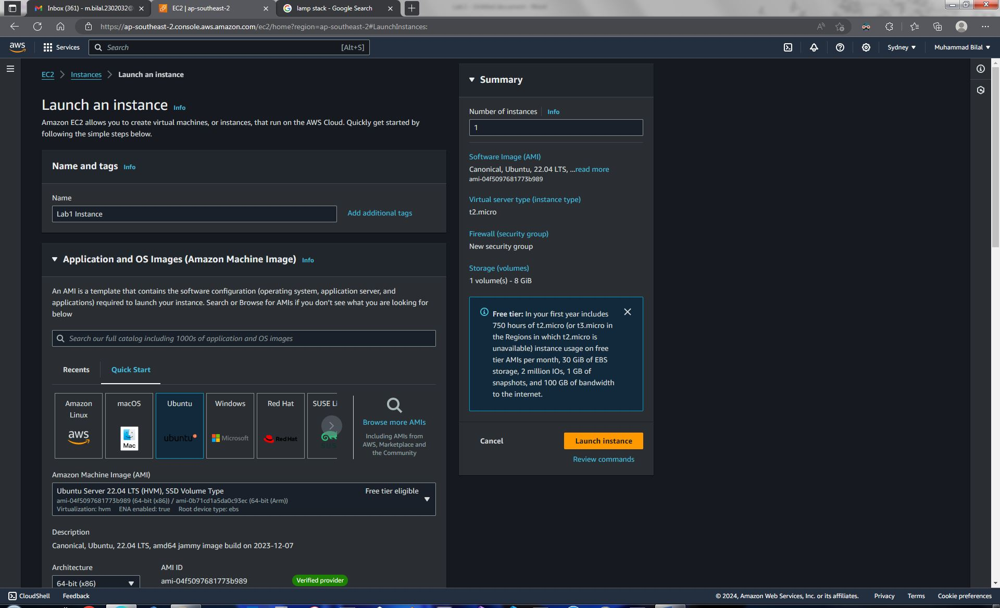 Inbox (361) - m.bilal.2302032@
EC2 | ap-southeast-2
lamp stack - Google Search
https://ap-southeast-2.console.aws.amazon.com/ec2/home?region=ap-southeast-2#LaunchInstances:
aws
Services
Search
[Alt+S]
Sydney
Muhammad Bilal
EC2
Instances
Launch an instance
Launch an instance Info
Amazon EC2 allows you to create virtual machines, or instances, that run on the AWS Cloud. Quickly get started by
following the simple steps below.
Name and tags Info
Name
Lab1 Instance
Add additional tags
Application and OS Images (Amazon Machine Image) Info
An AMI is a template that contains the software configuration (operating system, application server, and
applications) required to launch your instance. Search or Browse for AMIs if you don't see what you are looking for
below
Search our full catalog including 1000s of application and OS images
Recents
Quick Start
Amazon
Linux
aws
macOS
Mac
Ubuntu
ubuntu
Windows
Microsoft
Red Hat
Red Hat
SUSE Li
SUS
Browse more AMIs
Including AMIs from
AWS, Marketplace and
the Community
Amazon Machine Image (AMI)
Ubuntu Server 22.04 LTS (HVM), SSD Volume Type
Free tier eligible
ami-04f5097681773b989 (64-bit (x86)) / ami-0b71cd1a5da0c93ec (64-bit (Arm))
Virtualization: hvm ENA enabled: true Root device type: ebs
Description
Canonical, Ubuntu, 22.04 LTS, amd64 jammy image build on 2023-12-07
Architecture
64-bit (x86)
AMI ID
ami-04f5097681773b989
Verified provider
Summary
Number of instances Info
1
Software Image (AMI)
Canonical, Ubuntu, 22.04 LTS, ...read more
ami-04f5097681773b989
Virtual server type (instance type)
t2.micro
Firewall (security group)
New security group
Storage (volumes)
1 volume(s) - 8 GiB
Free tier: In your first year includes
750 hours of t2.micro (or t3.micro in
the Regions in which t2.micro is
unavailable) instance usage on free
tier AMIs per month, 30 GiB of EBS
storage, 2 million IOs, 1 GB of
snapshots, and 100 GB of bandwidth
to the internet.
Cancel
Launch instance
Review commands
CloudShell
Feedback
© 2024, Amazon Web Services, Inc. or its affiliates.
Privacy
Terms
Cookie preferences